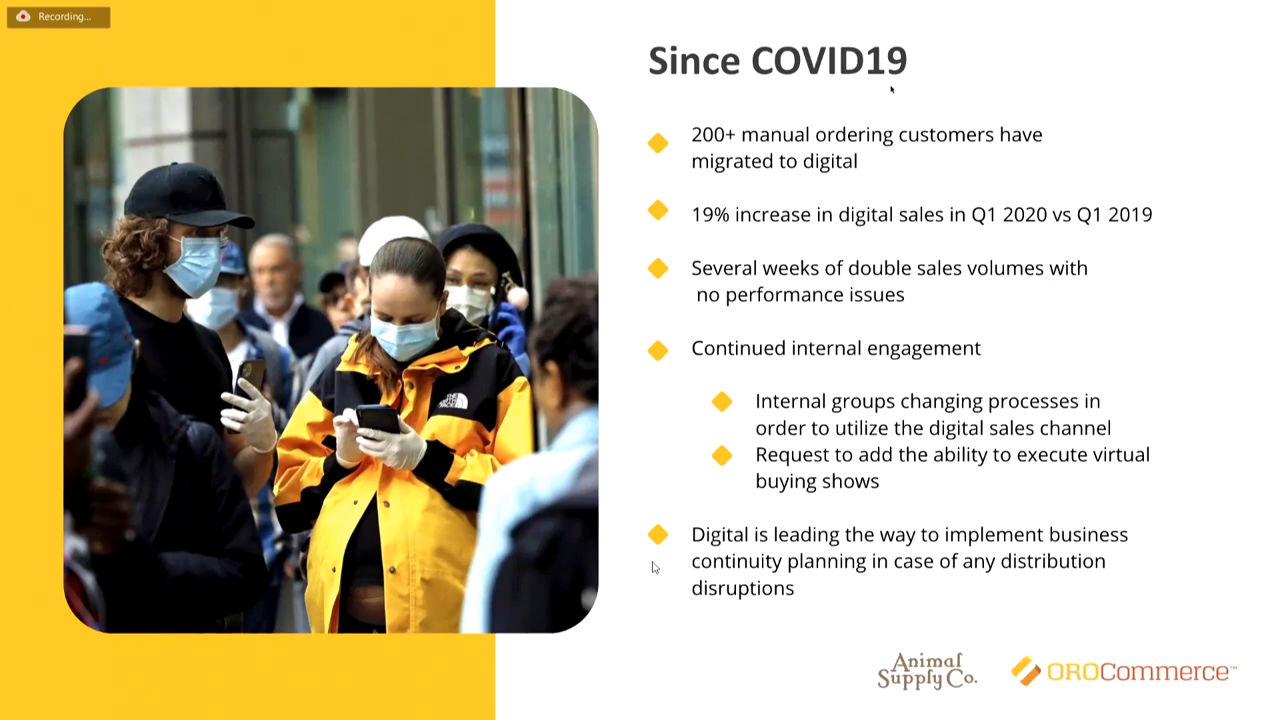 Recording...
Since COVID19
200+ manual ordering customers have
migrated to digital
19% increase in digital sales in Q1 2020 vs Q1 2019
Several weeks of double sales volumes with
no performance issues
Continued internal engagement
Internal groups changing processes in
order to utilize the digital sales channel
Request to add the ability to execute virtual
buying shows
Digital is leading the way to implement business
continuity planning in case of any distribution
disruptions
THE
NORTH
FACE
Animal
Supply Co.
OROCommerce™